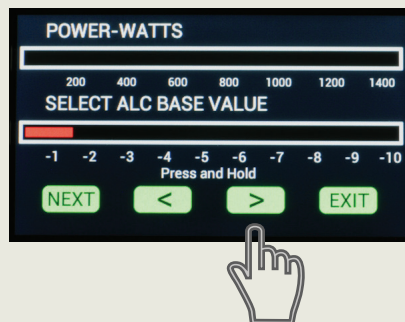 POWER-WATTS
200 400 600 800 1000 1200 1400
SELECT ALC BASE VALUE
-1 -2 -3 -4 -5 -6 -7 -8 -9 -10
Press and Hold
NEXT < > EXIT